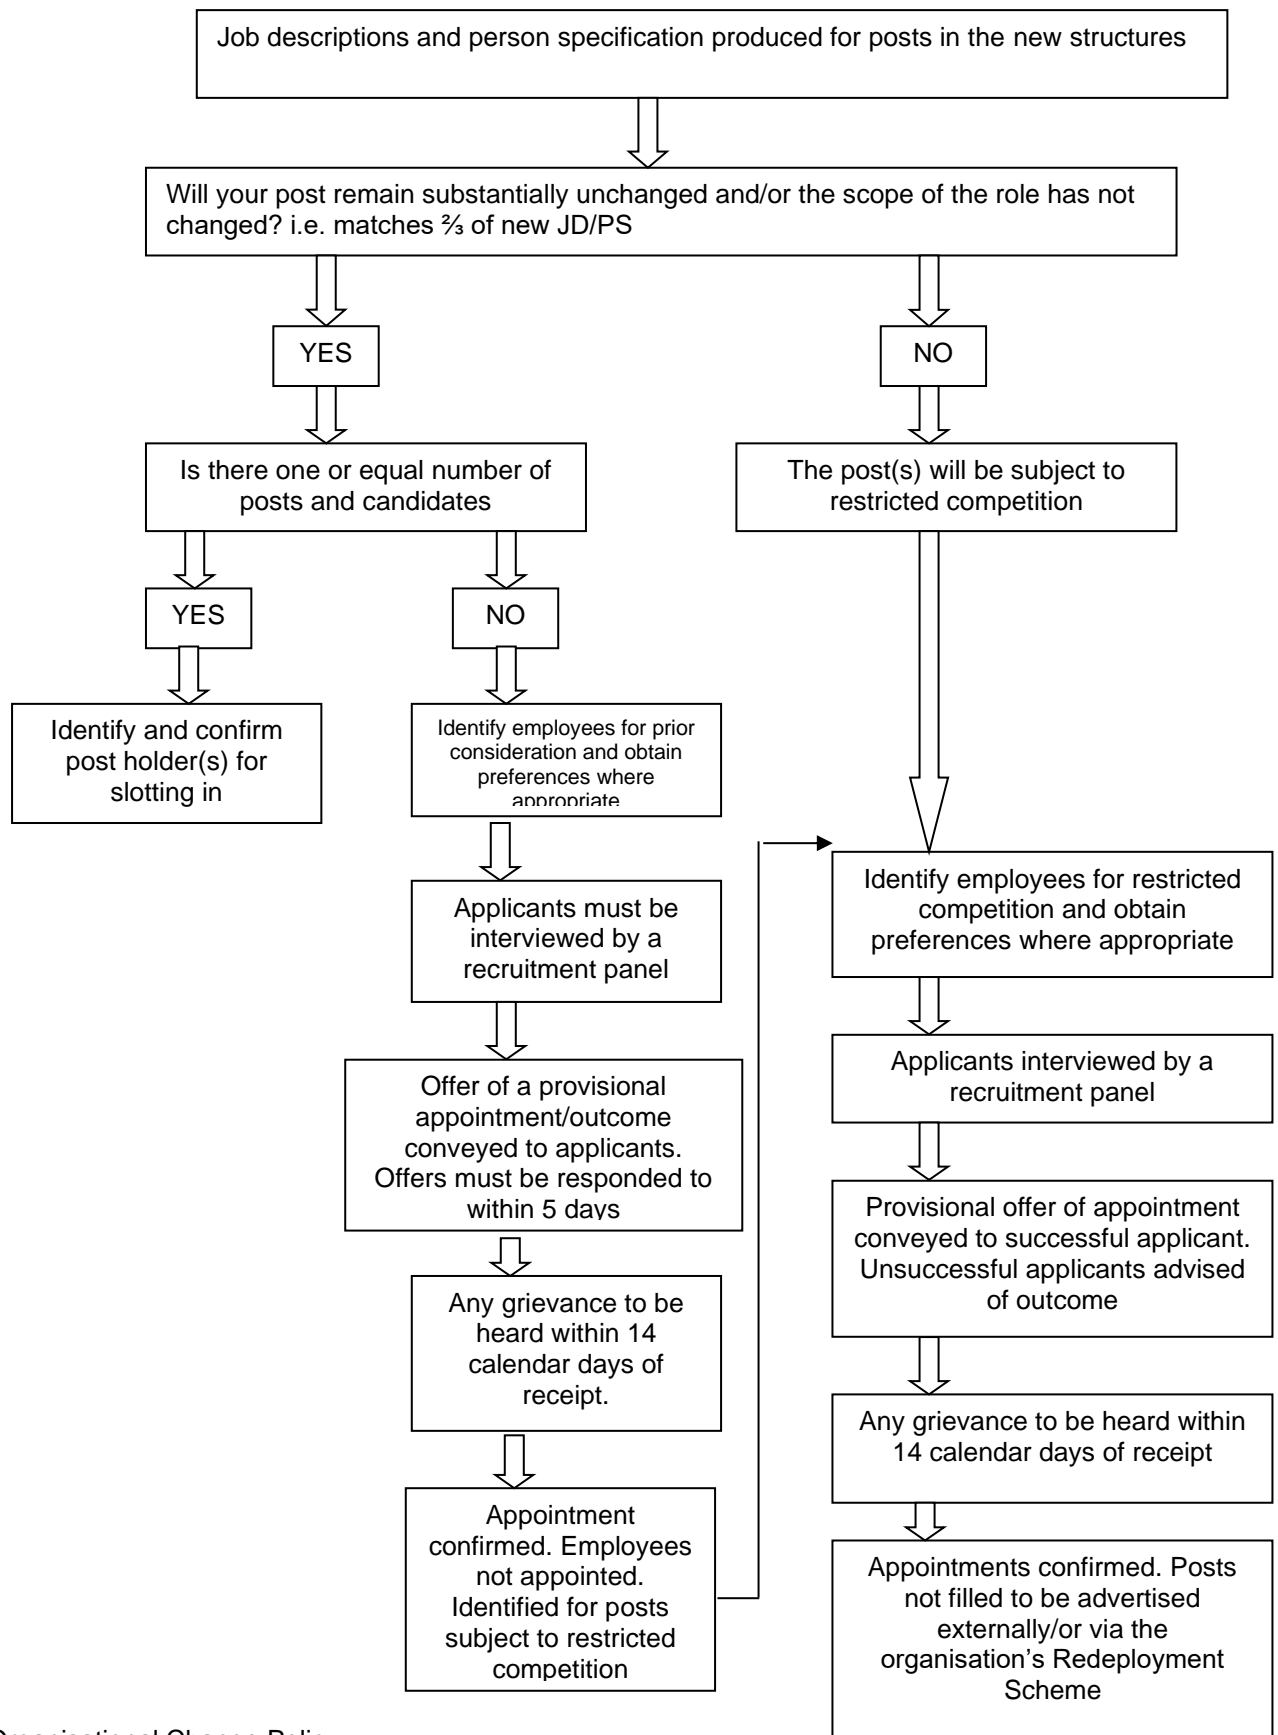 Job descriptions and person specification produced for posts in the new structures
Will your post remain substantially unchanged and/or the scope of the role has not
changed? i.e. matches ⅔ of new JD/PS
YES
NO
Is there one or equal number of
posts and candidates
The post(s) will be subject to
restricted competition
YES
NO
Identify and confirm
post holder(s) for
slotting in
Identify employees for prior
consideration and obtain
preferences where
appropriate
Applicants must be
interviewed by a
recruitment panel
Offer of a provisional
appointment/outcome
conveyed to applicants.
Offers must be responded to
within 5 days
Any grievance to be
heard within 14
calendar days of
receipt.
Appointment
confirmed. Employees
not appointed.
Identified for posts
subject to restricted
competition
Identify employees for restricted
competition and obtain
preferences where appropriate
Applicants interviewed by a
recruitment panel
Provisional offer of appointment
conveyed to successful applicant.
Unsuccessful applicants advised
of outcome
Any grievance to be heard within
14 calendar days of receipt
Appointments confirmed. Posts
not filled to be advertised
externally/or via the
organisation's Redeployment
Scheme
Organisational Change Policy